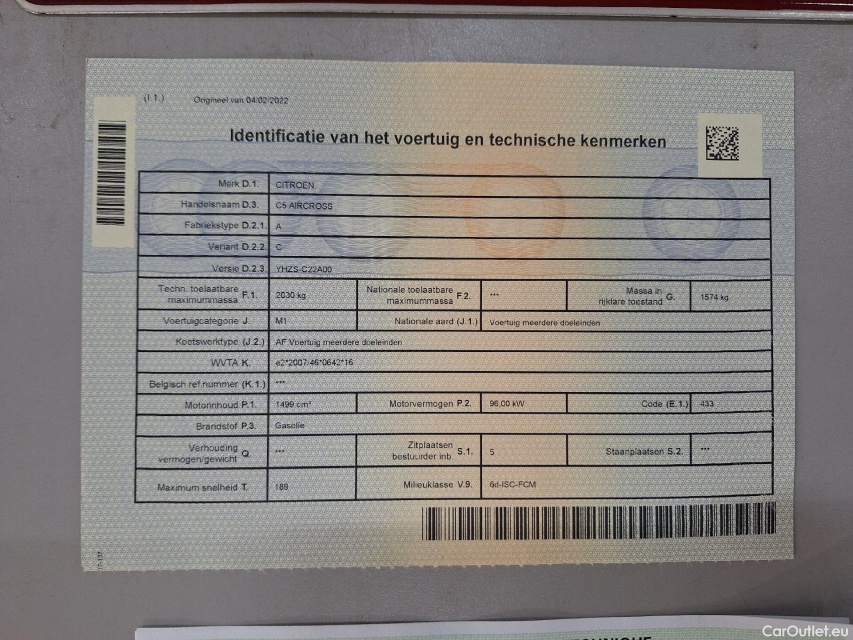 (I.1.) Origineel van 04/02/2022
Identificatie van het voertuig en technische kenmerken
Merk D.1. CITROEN
Handelsnaam D.3. C5 AIRCROSS
Fabriekstype D.2.1. A
Variant D.2.2. C
Versie D.2.3. YHZS-C22A00
Techn. toelaatbare maximummassa F.1. 2030 kg Nationale toelaatbare maximummassa F.2. --- Massa in rijklare toestand G. 1574 kg
Voertuigcategorie J. M1 Nationale aard (J.1.) Voertuig meerdere doeleinden
Koetswerktype (J.2.) AF Voertuig meerdere doeleinden
WVTA K. e2*2007/46*0642*16
Belgisch ref.nummer (K.1.) ---
Motorinhoud P.1. 1499 cm³ Motorvermogen P.2. 96.00 kW Code (E.1.) 433
Brandstof P.3. Gasolie
Verhouding vermogen/gewicht Q. --- Zitplaatsen bestuurder inb. S.1. 5 Staanplaatsen S.2. ---
Maximum snelheid T. 189 Milieuklasse V.9. 6d-ISC-FCM
CarOutlet.eu